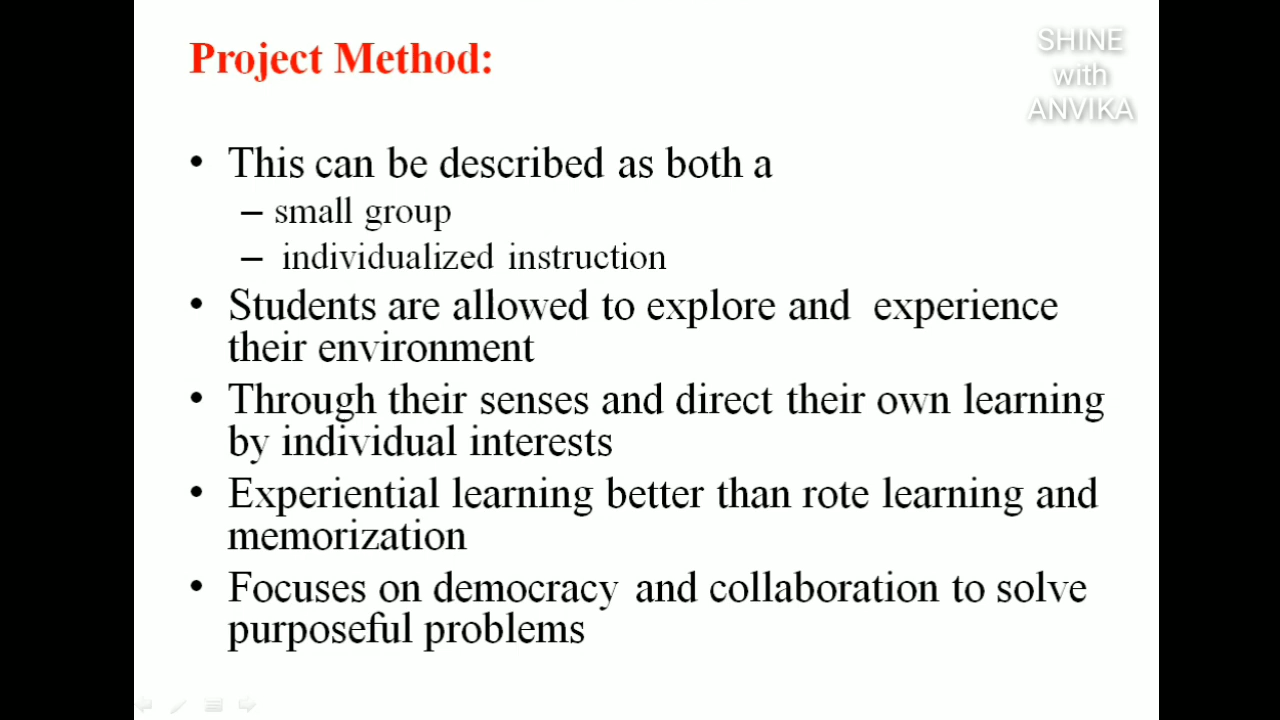 Project Method:
SHINE
with
ANVIKA
• This can be described as both a
– small group
– individualized instruction
• Students are allowed to explore and experience
their environment
• Through their senses and direct their own learning
by individual interests
• Experiential learning better than rote learning and
memorization
• Focuses on democracy and collaboration to solve
purposeful problems